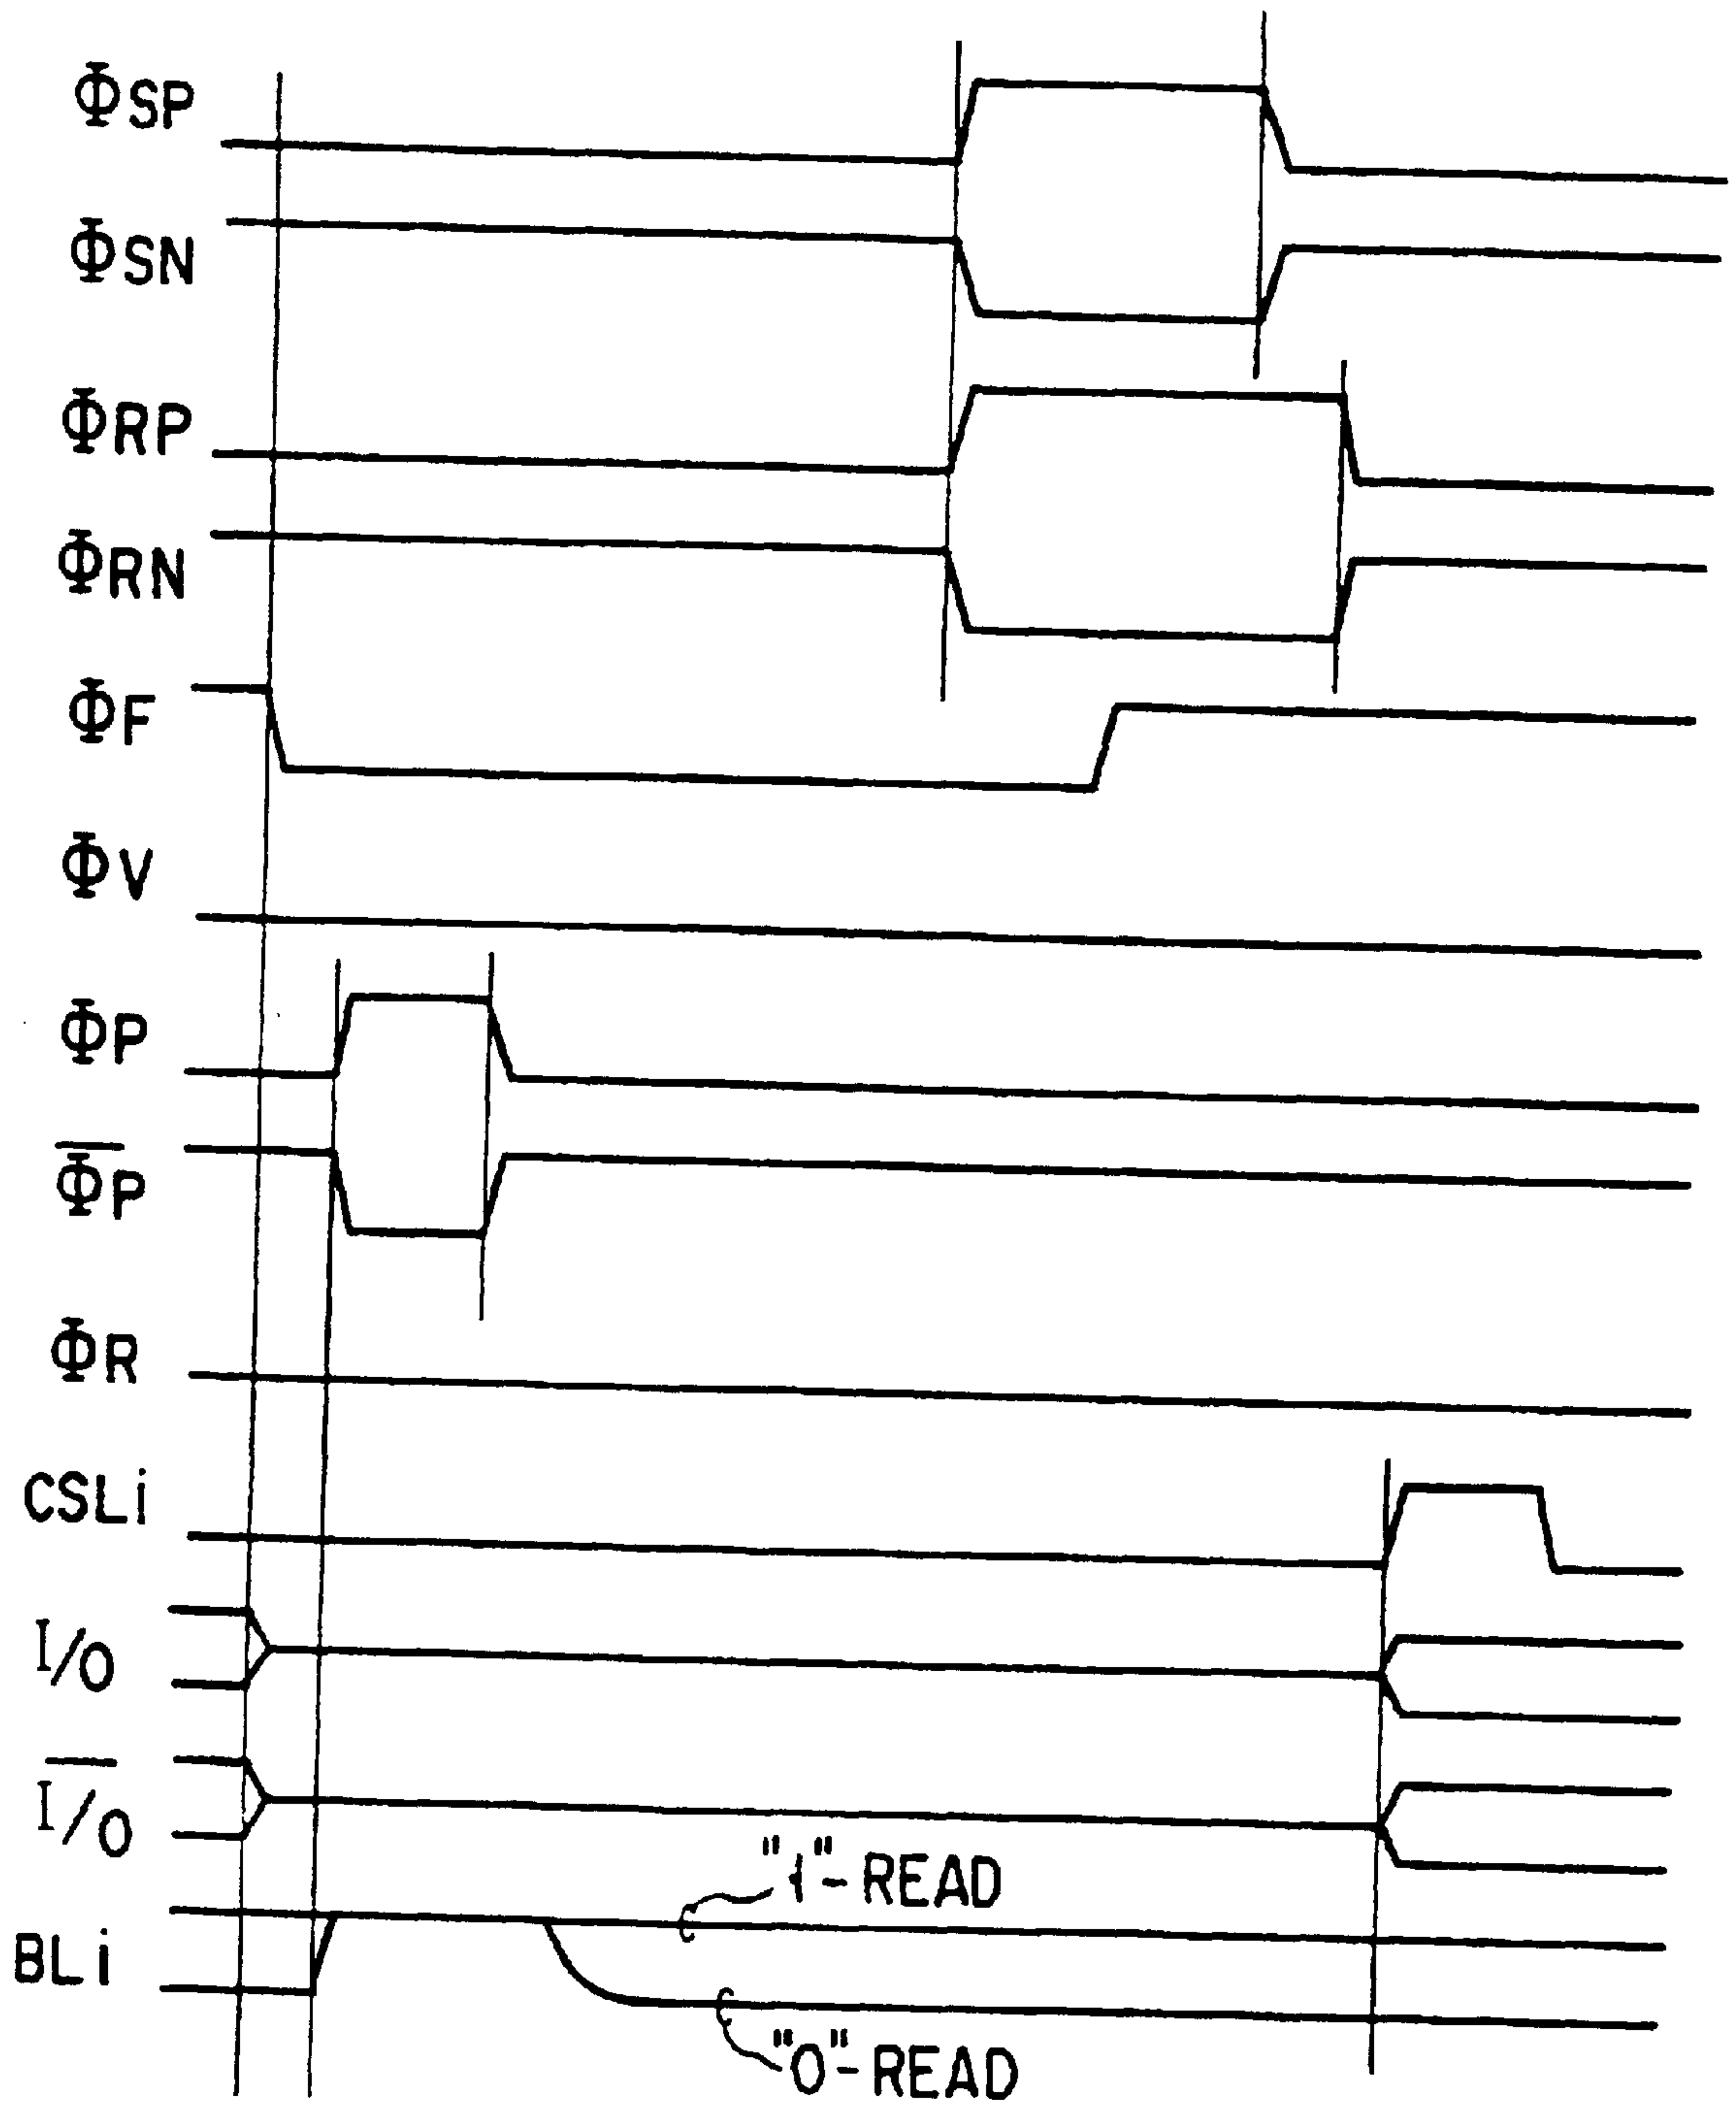 ΦSP
ΦSN
ΦRP
ΦRN
ΦF
ΦV
ΦP
Φ̅P̅
ΦR
CSLi
I/O
I̅/̅O̅
"1"-READ
BLi
"0"-READ